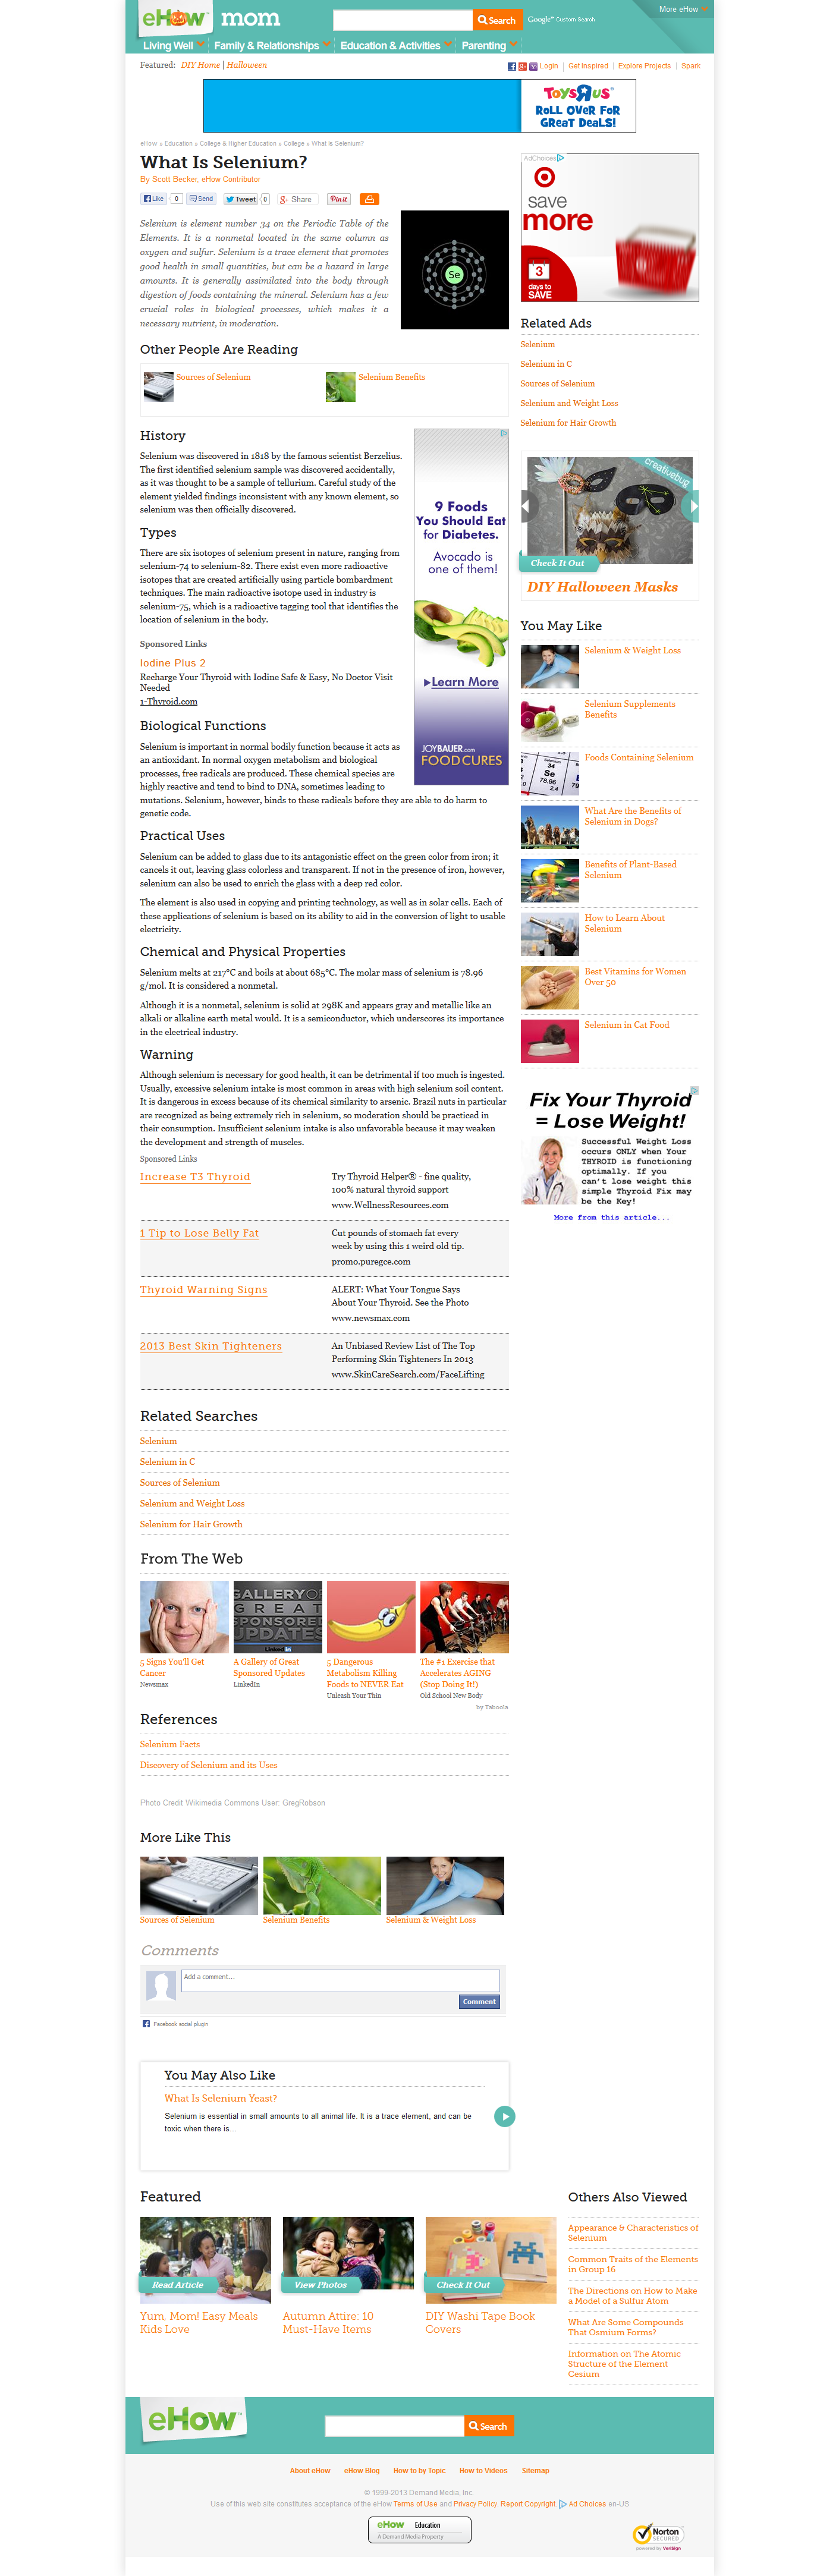 eHow™ mom
Search
Google™ Custom Search
More eHow
Living Well
Family & Relationships
Education & Activities
Parenting
Featured: DIY Home | Halloween
Login | Get Inspired | Explore Projects | Spark
TOYSRUS
ROLL OVER FOR
GREAT DEALS!
eHow » Education » College & Higher Education » College » What Is Selenium?
What Is Selenium?
By Scott Becker, eHow Contributor
Like 0 Send Tweet 0 Share Pin it
Selenium is element number 34 on the Periodic Table of the
Elements. It is a nonmetal located in the same column as
oxygen and sulfur. Selenium is a trace element that promotes
good health in small quantities, but can be a hazard in large
amounts. It is generally assimilated into the body through
digestion of foods containing the mineral. Selenium has a few
crucial roles in biological processes, which makes it a
necessary nutrient, in moderation.
Se
Other People Are Reading
Sources of Selenium
Selenium Benefits
History
Selenium was discovered in 1818 by the famous scientist Berzelius.
The first identified selenium sample was discovered accidentally,
as it was thought to be a sample of tellurium. Careful study of the
element yielded findings inconsistent with any known element, so
selenium was then officially discovered.
Types
There are six isotopes of selenium present in nature, ranging from
selenium-74 to selenium-82. There exist even more radioactive
isotopes that are created artificially using particle bombardment
techniques. The main radioactive isotope used in industry is
selenium-75, which is a radioactive tagging tool that identifies the
location of selenium in the body.
Sponsored Links
Iodine Plus 2
Recharge Your Thyroid with Iodine Safe & Easy, No Doctor Visit
Needed
1-Thyroid.com
9 Foods
You Should Eat
for Diabetes.
Avocado is
one of them!
Learn More
JOYBAUER.com
FOODCURES
Biological Functions
Selenium is important in normal bodily function because it acts as
an antioxidant. In normal oxygen metabolism and biological
processes, free radicals are produced. These chemical species are
highly reactive and tend to bind to DNA, sometimes leading to
mutations. Selenium, however, binds to these radicals before they are able to do harm to
genetic code.
Practical Uses
Selenium can be added to glass due to its antagonistic effect on the green color from iron; it
cancels it out, leaving glass colorless and transparent. If not in the presence of iron, however,
selenium can also be used to enrich the glass with a deep red color.
The element is also used in copying and printing technology, as well as in solar cells. Each of
these applications of selenium is based on its ability to aid in the conversion of light to usable
electricity.
Chemical and Physical Properties
Selenium melts at 217°C and boils at about 685°C. The molar mass of selenium is 78.96
g/mol. It is considered a nonmetal.
Although it is a nonmetal, selenium is solid at 298K and appears gray and metallic like an
alkali or alkaline earth metal would. It is a semiconductor, which underscores its importance
in the electrical industry.
Warning
Although selenium is necessary for good health, it can be detrimental if too much is ingested.
Usually, excessive selenium intake is most common in areas with high selenium soil content.
It is dangerous in excess because of its chemical similarity to arsenic. Brazil nuts in particular
are recognized as being extremely rich in selenium, so moderation should be practiced in
their consumption. Insufficient selenium intake is also unfavorable because it may weaken
the development and strength of muscles.
Sponsored Links
Increase T3 Thyroid
Try Thyroid Helper® - fine quality,
100% natural thyroid support
www.WellnessResources.com
1 Tip to Lose Belly Fat
Cut pounds of stomach fat every
week by using this 1 weird old tip.
promo.puregce.com
Thyroid Warning Signs
ALERT: What Your Tongue Says
About Your Thyroid. See the Photo
www.newsmax.com
2013 Best Skin Tighteners
An Unbiased Review List of The Top
Performing Skin Tighteners In 2013
www.SkinCareSearch.com/FaceLifting
AdChoices
save
more
3
days to
SAVE
Related Ads
Selenium
Selenium in C
Sources of Selenium
Selenium and Weight Loss
Selenium for Hair Growth
creativebug
Check It Out
DIY Halloween Masks
You May Like
Selenium & Weight Loss
Selenium Supplements
Benefits
34
Se
78.96
Foods Containing Selenium
What Are the Benefits of
Selenium in Dogs?
Benefits of Plant-Based
Selenium
How to Learn About
Selenium
Best Vitamins for Women
Over 50
Selenium in Cat Food
Fix Your Thyroid
= Lose Weight!
Successful Weight Loss
occurs ONLY when Your
THYROID is functioning
optimally. If you
can't lose weight this
simple Thyroid Fix may
be the Key!
More from this article...
Related Searches
Selenium
Selenium in C
Sources of Selenium
Selenium and Weight Loss
Selenium for Hair Growth
From The Web
GALLERY OF
GREAT
SPONSORED
UPDATES
LinkedIn
5 Signs You'll Get
Cancer
Newsmax
A Gallery of Great
Sponsored Updates
LinkedIn
5 Dangerous
Metabolism Killing
Foods to NEVER Eat
Unleash Your Thin
The #1 Exercise that
Accelerates AGING
(Stop Doing It!)
Old School New Body
by Taboola
References
Selenium Facts
Discovery of Selenium and its Uses
Photo Credit Wikimedia Commons User: GregRobson
More Like This
Sources of Selenium
Selenium Benefits
Selenium & Weight Loss
Comments
Add a comment...
Comment
Facebook social plugin
You May Also Like
What Is Selenium Yeast?
Selenium is essential in small amounts to all animal life. It is a trace element, and can be
toxic when there is...
Featured
Read Article
Yum, Mom! Easy Meals
Kids Love
View Photos
Autumn Attire: 10
Must-Have Items
Check It Out
DIY Washi Tape Book
Covers
Others Also Viewed
Appearance & Characteristics of
Selenium
Common Traits of the Elements
in Group 16
The Directions on How to Make
a Model of a Sulfur Atom
What Are Some Compounds
That Osmium Forms?
Information on The Atomic
Structure of the Element
Cesium
eHow™
Search
About eHow
eHow Blog
How to by Topic
How to Videos
Sitemap
© 1999-2013 Demand Media, Inc.
Use of this web site constitutes acceptance of the eHow Terms of Use and Privacy Policy. Report Copyright Ad Choices en-US
eHow Education
A Demand Media Property
Norton
SECURED
powered by VeriSign